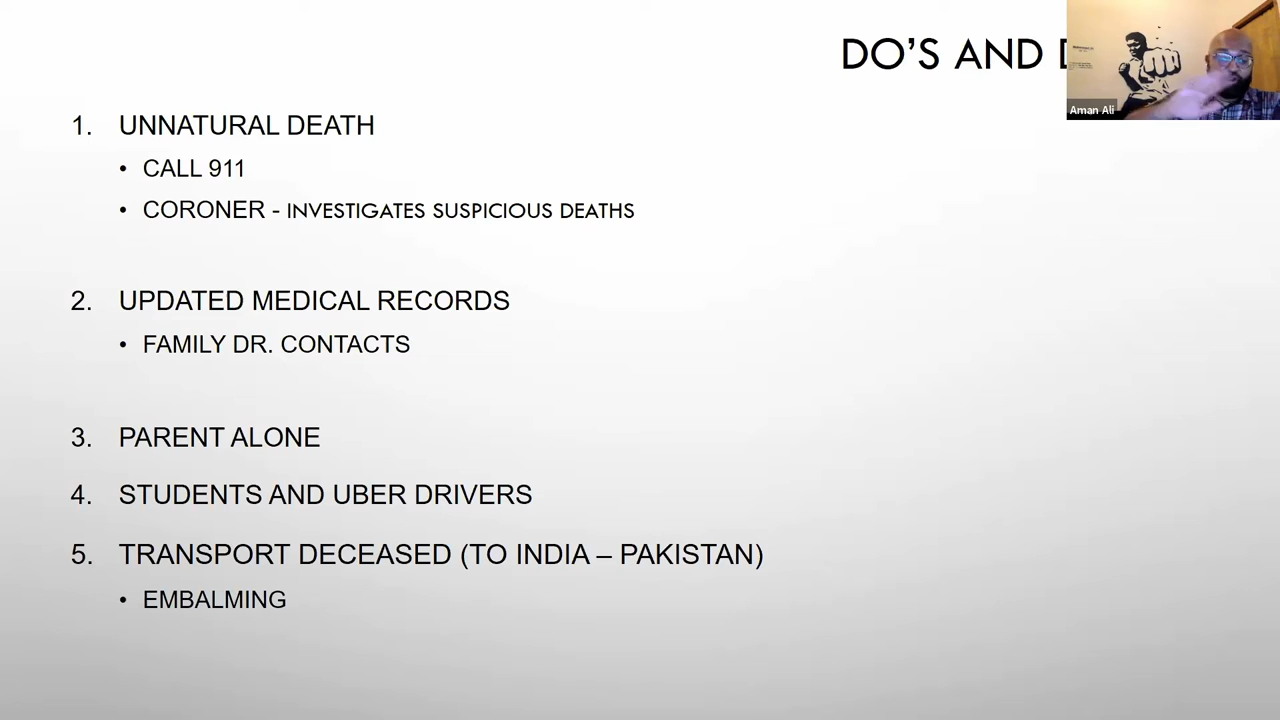 DO'S AND
Aman Ali
1. UNNATURAL DEATH
• CALL 911
• CORONER - INVESTIGATES SUSPICIOUS DEATHS
2. UPDATED MEDICAL RECORDS
• FAMILY DR. CONTACTS
3. PARENT ALONE
4. STUDENTS AND UBER DRIVERS
5. TRANSPORT DECEASED (TO INDIA – PAKISTAN)
• EMBALMING